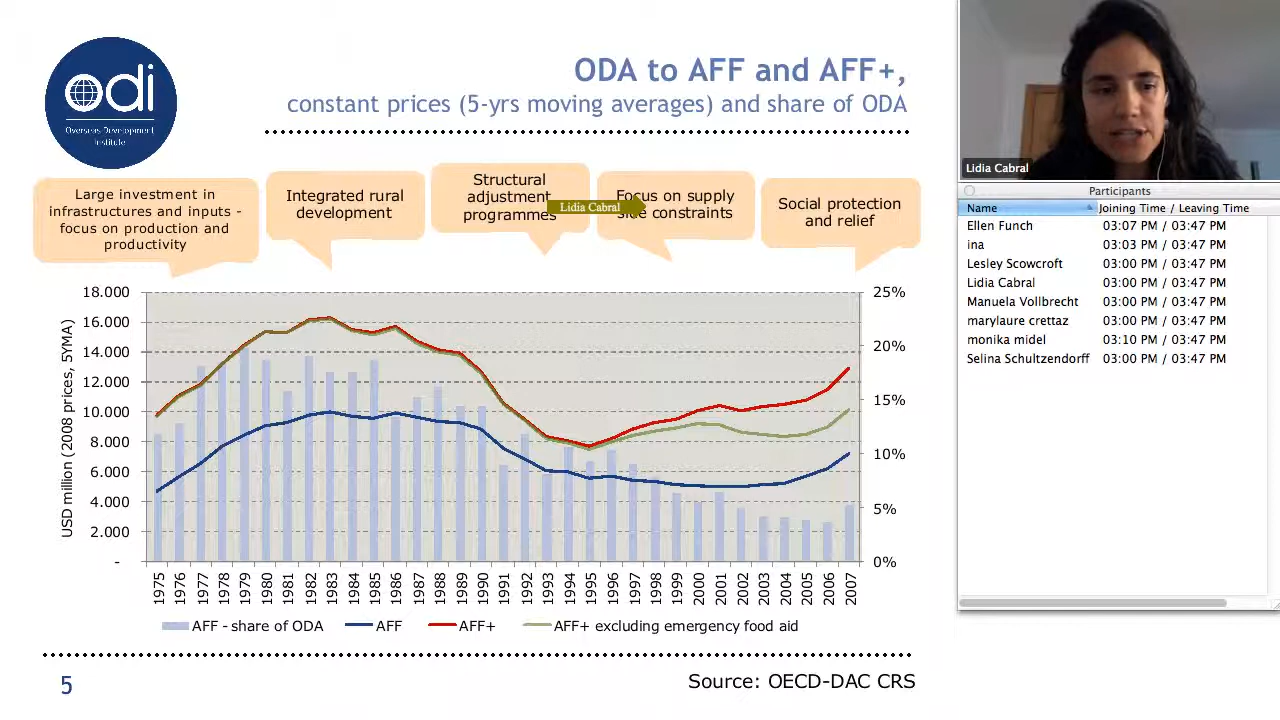 odi
Overseas Development
Institute
ODA to AFF and AFF+,
constant prices (5-yrs moving averages) and share of ODA
Large investment in
infrastructures and inputs -
focus on production and
productivity
Integrated rural
development
Structural
adjustment
programmes
Lidia Cabral
Focus on supply
side constraints
Social protection
and relief
USD million (2008 prices, 5YMA)
18.000
16.000
14.000
12.000
10.000
8.000
6.000
4.000
2.000
-
25%
20%
15%
10%
5%
0%
1975 1976 1977 1978 1979 1980 1981 1982 1983 1984 1985 1986 1987 1988 1989 1990 1991 1992 1993 1994 1995 1996 1997 1998 1999 2000 2001 2002 2003 2004 2005 2006 2007
AFF - share of ODA AFF AFF+ AFF+ excluding emergency food aid
5
Source: OECD-DAC CRS
Lidia Cabral
Participants
Name Joining Time / Leaving Time
Ellen Funch 03:07 PM / 03:47 PM
ina 03:03 PM / 03:47 PM
Lesley Scowcroft 03:00 PM / 03:47 PM
Lidia Cabral 03:00 PM / 03:47 PM
Manuela Vollbrecht 03:00 PM / 03:47 PM
marylaure crettaz 03:00 PM / 03:47 PM
monika midel 03:10 PM / 03:47 PM
Selina Schultzendorff 03:00 PM / 03:47 PM